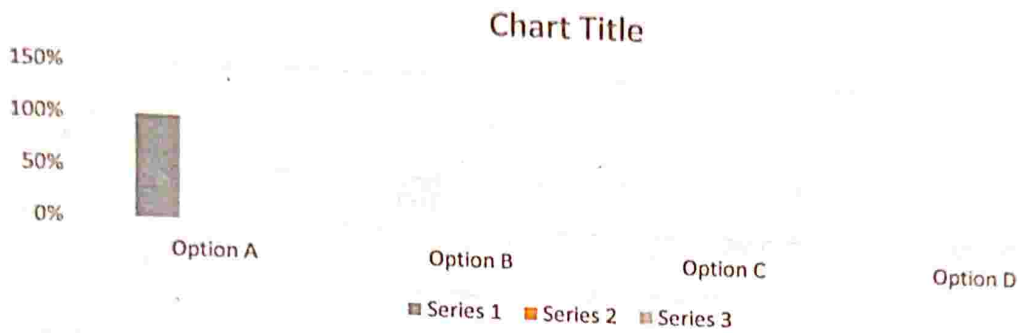 Chart Title
150%
100%
50%
0%
Option A
Option B
Option C
Option D
Series 1 Series 2 Series 3